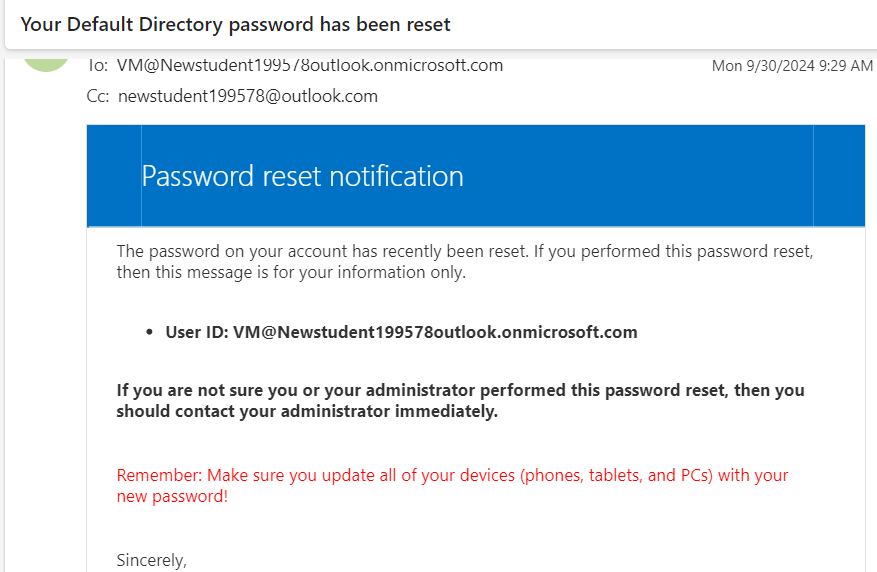 Your Default Directory password has been reset
To: VM@Newstudent199578outlook.onmicrosoft.com
Mon 9/30/2024 9:29 AM
Cc: newstudent199578@outlook.com
Password reset notification
The password on your account has recently been reset. If you performed this password reset,
then this message is for your information only.
• User ID: VM@Newstudent199578outlook.onmicrosoft.com
If you are not sure you or your administrator performed this password reset, then you
should contact your administrator immediately.
Remember: Make sure you update all of your devices (phones, tablets, and PCs) with your
new password!
Sincerely,